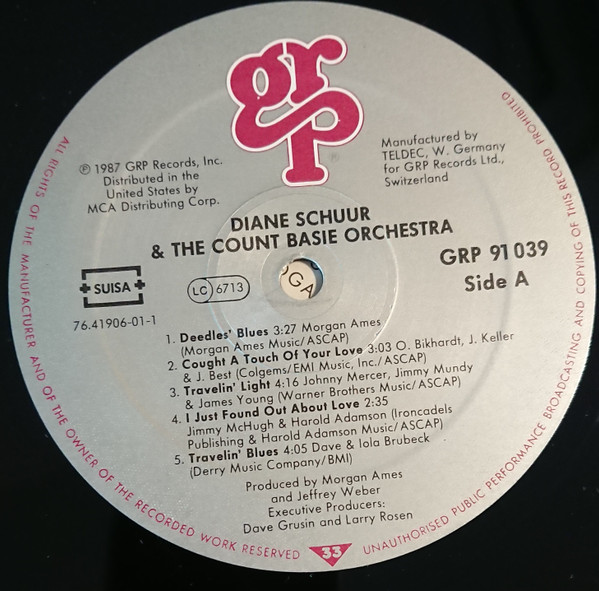 grp
®
℗ 1987 GRP Records, Inc.
Distributed in the
United States by
MCA Distributing Corp.
Manufactured by
TELDEC, W. Germany
for GRP Records Ltd.,
Switzerland
DIANE SCHUUR
& THE COUNT BASIE ORCHESTRA
SUISA
LC 6713
76.41906-01-1
GRP 91 039
Side A
OGA
1. Deedles' Blues 3:27 Morgan Ames
(Morgan Ames Music/ASCAP)
2. Cought A Touch Of Your Love 3:03 O. Bikhardt, J. Keller
& J. Best (Colgems/EMI Music, Inc./ASCAP)
3. Travelin' Light 4:16 Johnny Mercer, Jimmy Mundy
& James Young (Warner Brothers Music/ASCAP)
4. I Just Found Out About Love 2:35
Jimmy McHugh & Harold Adamson (Ironcadels
Publishing & Harold Adamson Music/ASCAP)
5. Travelin' Blues 4:05 Dave & Iola Brubeck
(Derry Music Company/BMI)
Produced by Morgan Ames
and Jeffrey Weber
Executive Producers:
Dave Grusin and Larry Rosen
ALL RIGHTS OF THE MANUFACTURER AND OF THE OWNER OF THE RECORDED WORK RESERVED
33
UNAUTHORISED PUBLIC PERFORMANCE BROADCASTING AND COPYING OF THIS RECORD PROHIBITED